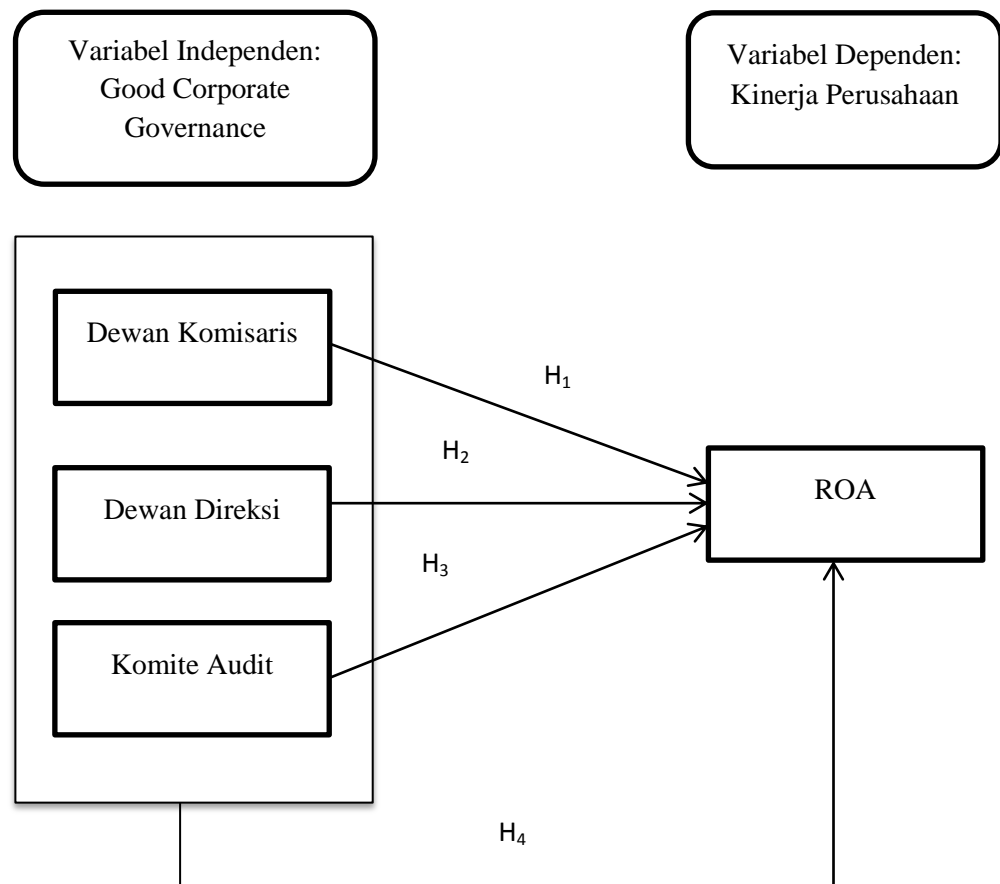 Variabel Independen:
Good Corporate
Governance
Variabel Dependen:
Kinerja Perusahaan
Dewan Komisaris
H₁
H₂
Dewan Direksi
ROA
H₃
Komite Audit
H₄